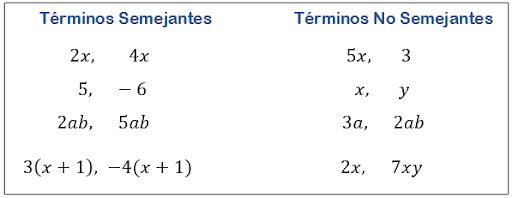 Términos Semejantes Términos No Semejantes
2x, 4x 5x, 3
5, − 6 x, y
2ab, 5ab 3a, 2ab
3(x + 1), −4(x + 1) 2x, 7xy